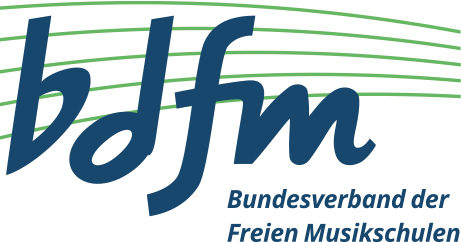 bdfm
Bundesverband der
Freien Musikschulen